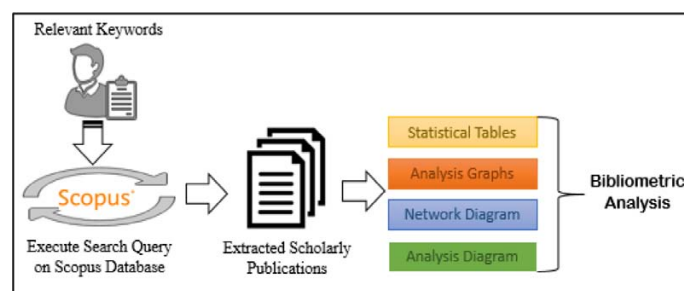 Relevant Keywords
Scopus®
Execute Search Query
on Scopus Database
Extracted Scholarly
Publications
Statistical Tables
Analysis Graphs
Network Diagram
Analysis Diagram
Bibliometric
Analysis